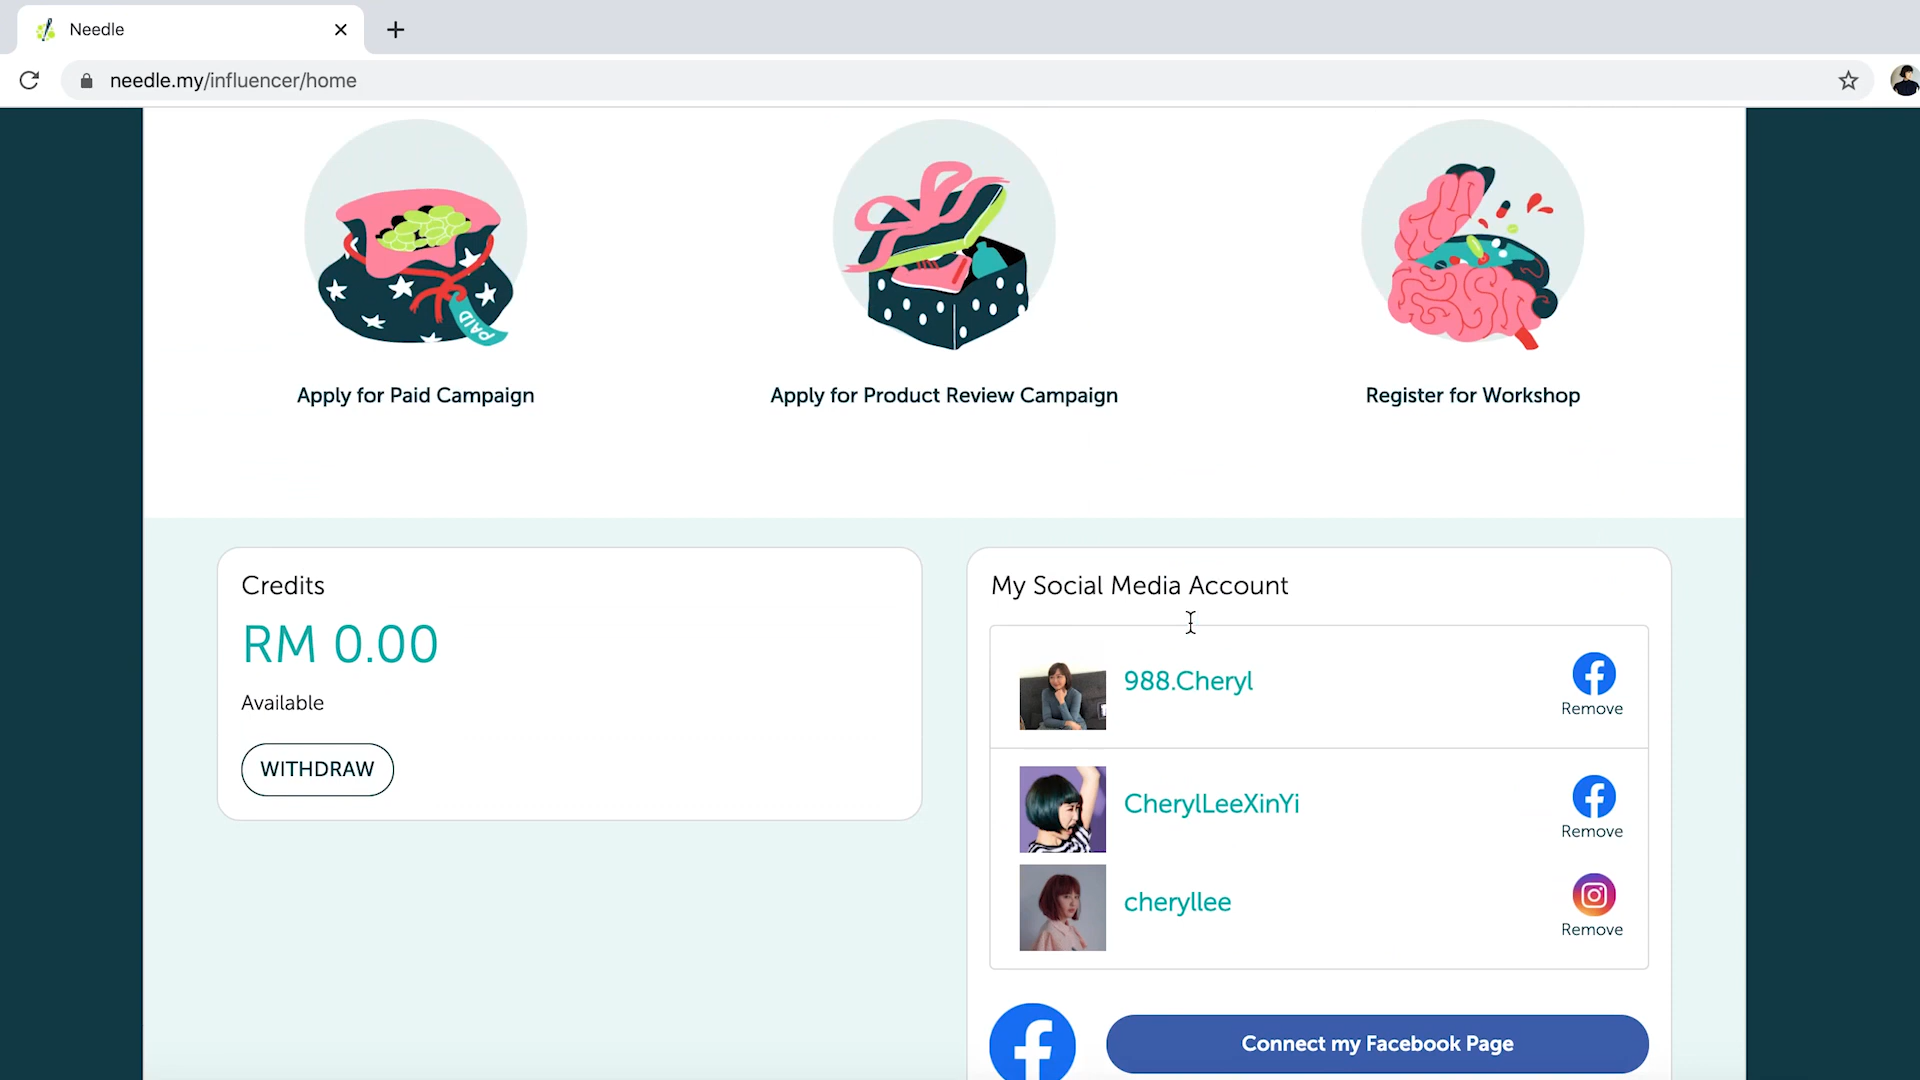 Needle
needle.my/influencer/home
PAID
Apply for Paid Campaign
Apply for Product Review Campaign
Register for Workshop
Credits
RM 0.00
Available
WITHDRAW
My Social Media Account
988.Cheryl
Remove
CherylLeeXinYi
Remove
cheryllee
Remove
Connect my Facebook Page